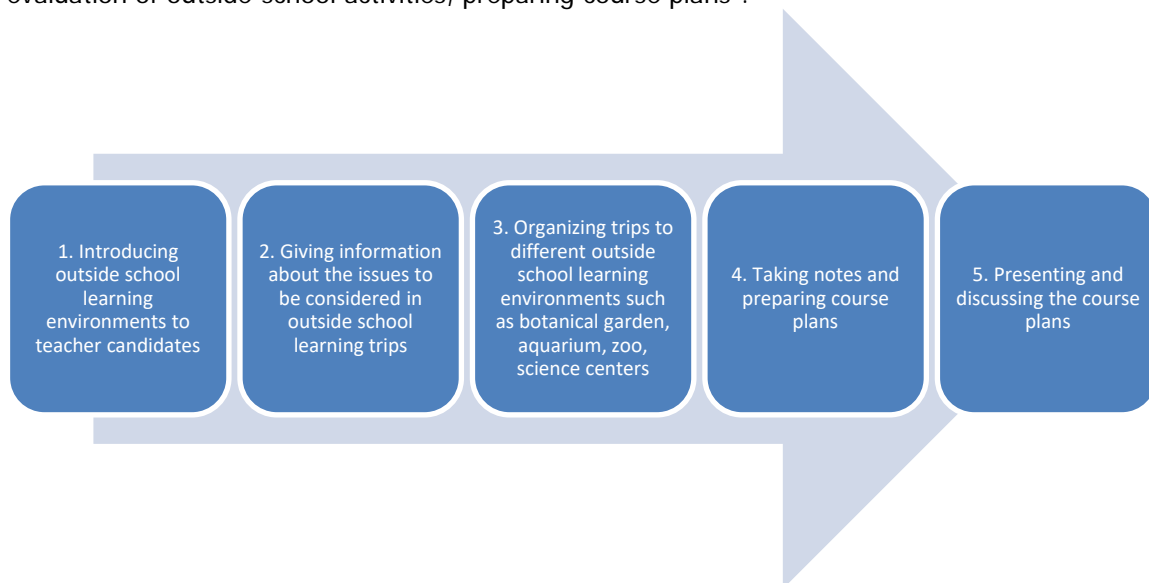 evaluation of outside school activities, preparing course plans".
1. Introducing
outside school
learning
environments to
teacher candidates
2. Giving information
about the issues to
be considered in
outside school
learning trips
3. Organizing trips to
different outside
school learning
environments such
as botanical garden,
aquarium, zoo,
science centers
4. Taking notes and
preparing course
plans
5. Presenting and
discussing the course
plans